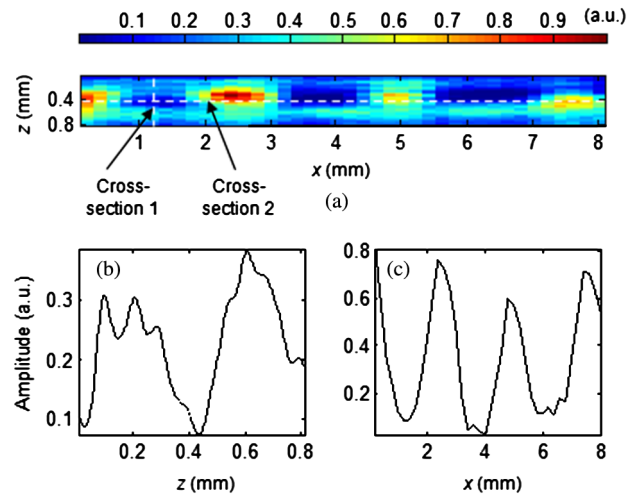 0.1 0.2 0.3 0.4 0.5 0.6 0.7 0.8 0.9 (a.u.)
z (mm)
0.4
0.8
1 2 3 4 5 6 7 8
x (mm)
Cross-
section 1
Cross-
section 2
(a)
(b)
Amplitude (a.u.)
0.3
0.2
0.1
0.2 0.4 0.6 0.8
z (mm)
(c)
0.8
0.6
0.4
0.2
2 4 6 8
x (mm)